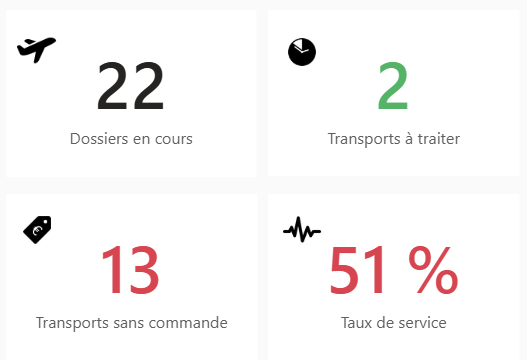 22
Dossiers en cours
2
Transports à traiter
13
Transports sans commande
51 %
Taux de service